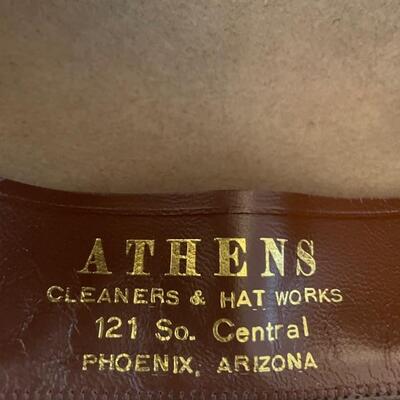 ATHENS
CLEANERS & HAT WORKS
121 So. Central
PHOENIX, ARIZONA